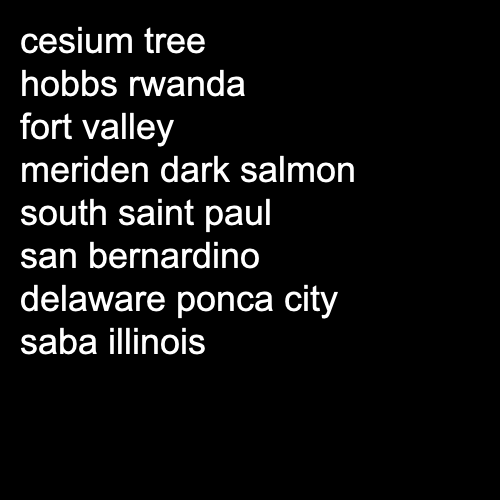 cesium tree
hobbs rwanda
fort valley
meriden dark salmon
south saint paul
san bernardino
delaware ponca city
saba illinois